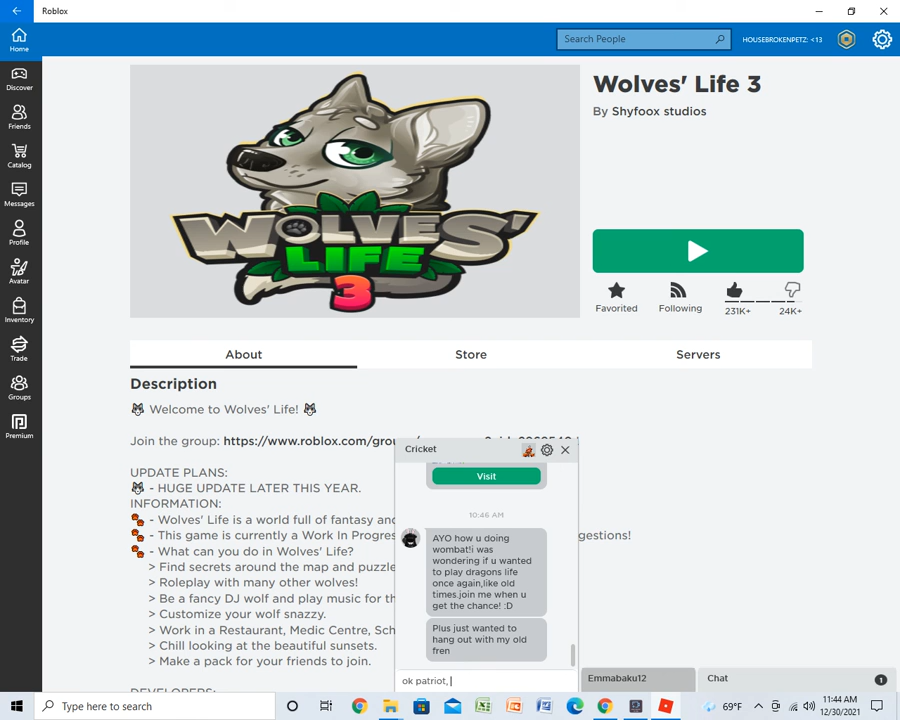 Roblox
Home
Search People
HOUSEBROKENPETZ: <13
Discover
Friends
Catalog
Messages
Profile
Avatar
Inventory
Trade
Groups
Premium
WOLVES'
LIFE
3
Wolves' Life 3
By Shyfoox studios
Favorited
Following
231K+
24K+
About
Store
Servers
Description
Welcome to Wolves' Life!
Join the group: https://www.roblox.com/grou
UPDATE PLANS:
- HUGE UPDATE LATER THIS YEAR.
INFORMATION:
- Wolves' Life is a world full of fantasy and
- This game is currently a Work In Progres
gestions!
- What can you do in Wolves' Life?
> Find secrets around the map and puzzle
> Roleplay with many other wolves!
> Be a fancy DJ wolf and play music for th
> Customize your wolf snazzy.
> Work in a Restaurant, Medic Centre, Sch
> Chill looking at the beautiful sunsets.
> Make a pack for your friends to join.
Cricket
Visit
10:46 AM
AYO how u doing
wombat!i was
wondering if u wanted
to play dragons life
once again,like old
times.join me when u
get the chance! :D
Plus just wanted to
hang out with my old
fren
ok patriot,
Emmabaku12
Chat
1
Type here to search
69°F
11:44 AM
12/30/2021